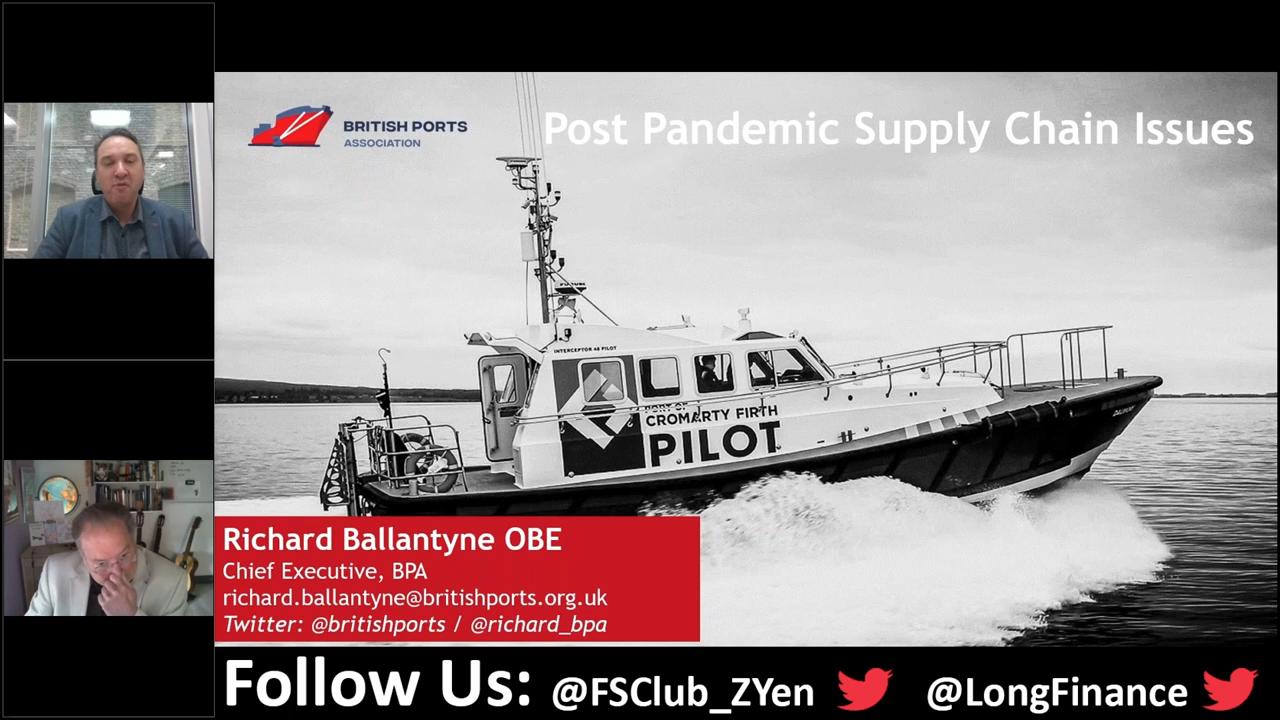 BRITISH PORTS
ASSOCIATION
Post Pandemic Supply Chain Issues
INTERCEPTOR 48 PILOT
PORT OF
CROMARTY FIRTH
PILOT
Richard Ballantyne OBE
Chief Executive, BPA
richard.ballantyne@britishports.org.uk
Twitter: @britishports / @richard_bpa
Follow Us: @FSClub_ZYen @LongFinance